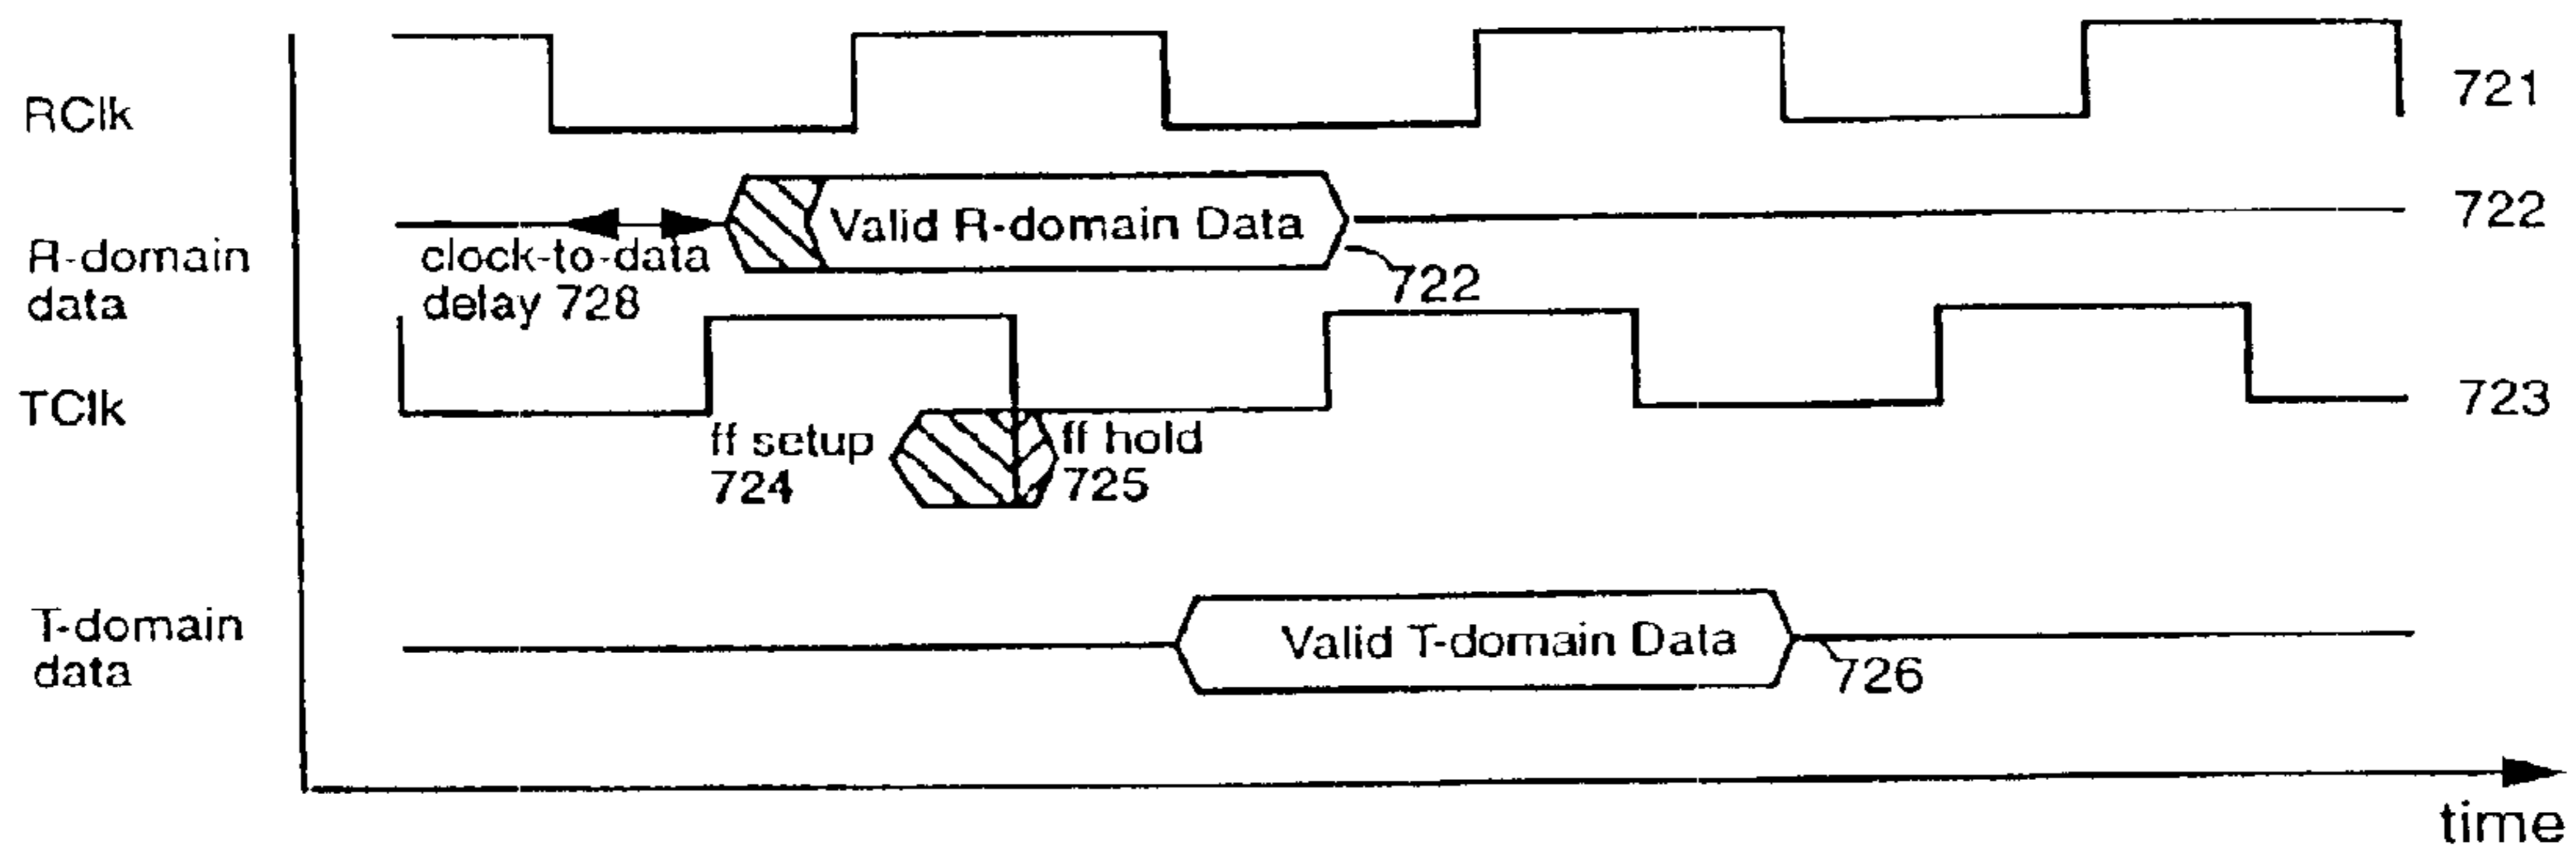 RClk
721
R-domain
data
clock-to-data
delay 728
Valid R-domain Data
722
722
TClk
723
ff setup
724
ff hold
725
T-domain
data
Valid T-domain Data
726
time